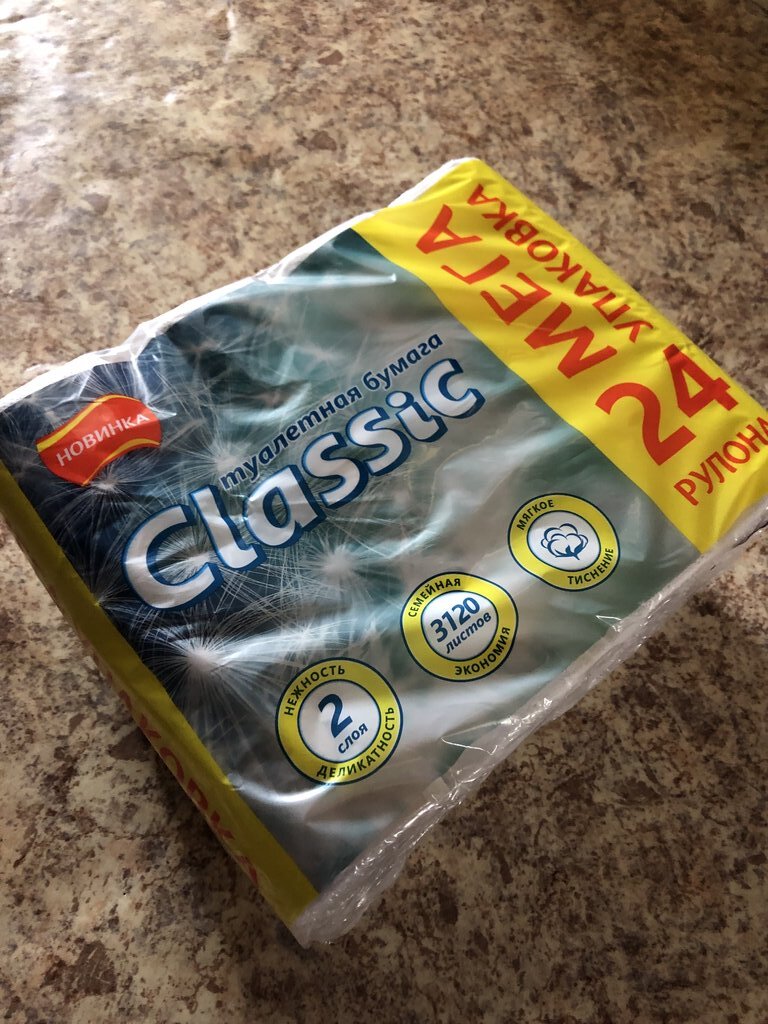 НОВИНКА
туалетная бумага
Classic
24 МЕГА
РУЛОНА УПАКОВКА
МЯГКОЕ
ТИСНЕНИЕ
СЕМЕЙНАЯ
3120
листов
ЭКОНОМИЯ
НЕЖНОСТЬ
2
слоя
ДЕЛИКАТНОСТЬ